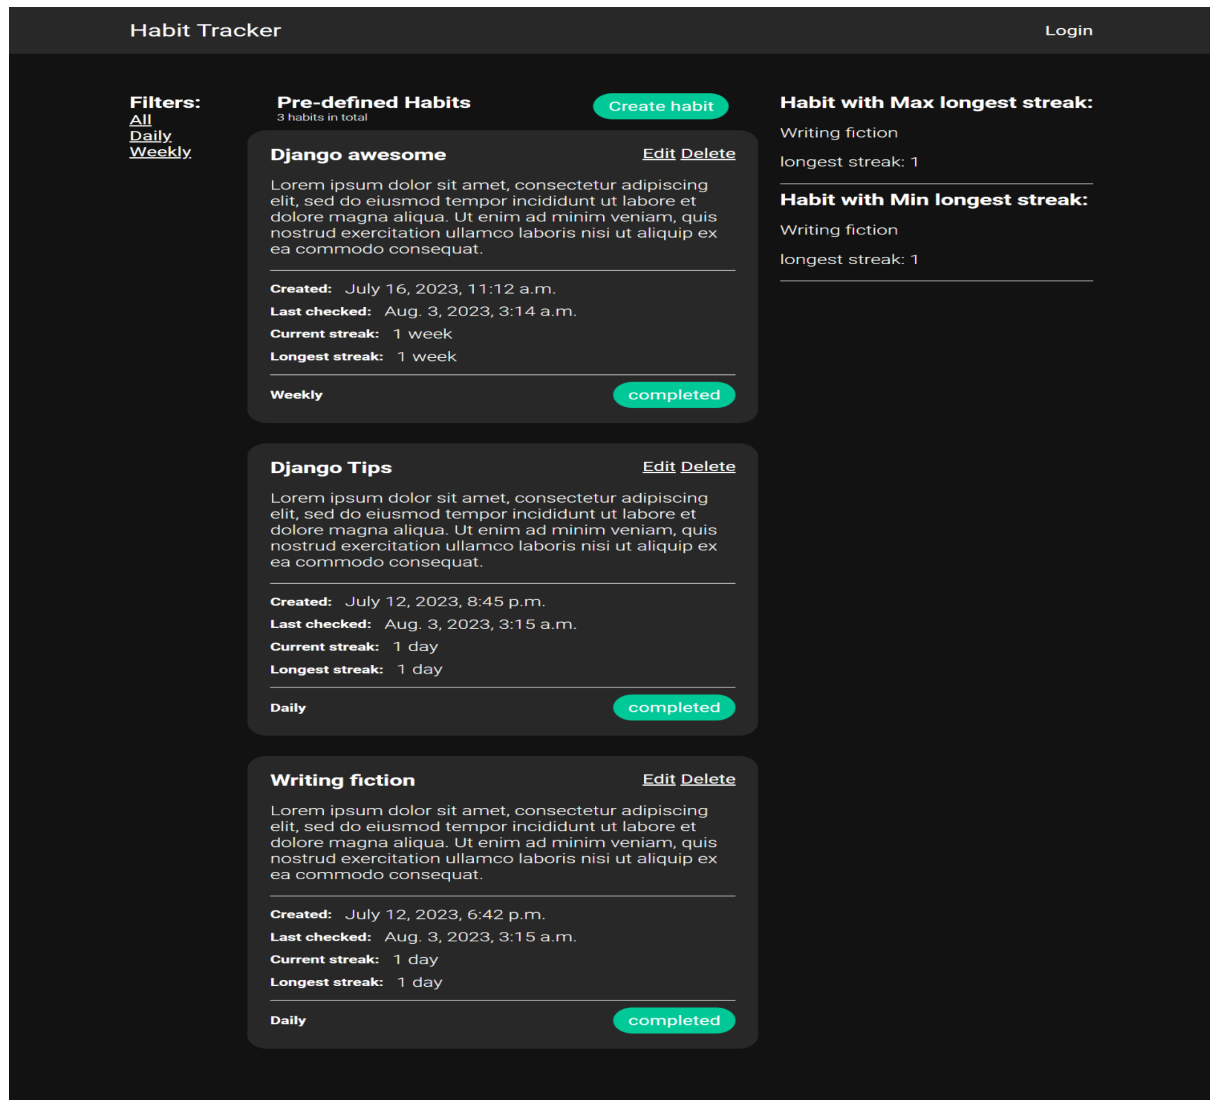 Habit Tracker
Login
Filters:
All
Daily
Weekly
Pre-defined Habits
3 habits in total
Create habit
Django awesome
Edit Delete
Lorem ipsum dolor sit amet, consectetur adipiscing
elit, sed do eiusmod tempor incididunt ut labore et
dolore magna aliqua. Ut enim ad minim veniam, quis
nostrud exercitation ullamco laboris nisi ut aliquip ex
ea commodo consequat.
Created: July 16, 2023, 11:12 a.m.
Last checked: Aug. 3, 2023, 3:14 a.m.
Current streak: 1 week
Longest streak: 1 week
Weekly
completed
Django Tips
Edit Delete
Lorem ipsum dolor sit amet, consectetur adipiscing
elit, sed do eiusmod tempor incididunt ut labore et
dolore magna aliqua. Ut enim ad minim veniam, quis
nostrud exercitation ullamco laboris nisi ut aliquip ex
ea commodo consequat.
Created: July 12, 2023, 8:45 p.m.
Last checked: Aug. 3, 2023, 3:15 a.m.
Current streak: 1 day
Longest streak: 1 day
Daily
completed
Writing fiction
Edit Delete
Lorem ipsum dolor sit amet, consectetur adipiscing
elit, sed do eiusmod tempor incididunt ut labore et
dolore magna aliqua. Ut enim ad minim veniam, quis
nostrud exercitation ullamco laboris nisi ut aliquip ex
ea commodo consequat.
Created: July 12, 2023, 6:42 p.m.
Last checked: Aug. 3, 2023, 3:15 a.m.
Current streak: 1 day
Longest streak: 1 day
Daily
completed
Habit with Max longest streak:
Writing fiction
longest streak: 1
Habit with Min longest streak:
Writing fiction
longest streak: 1